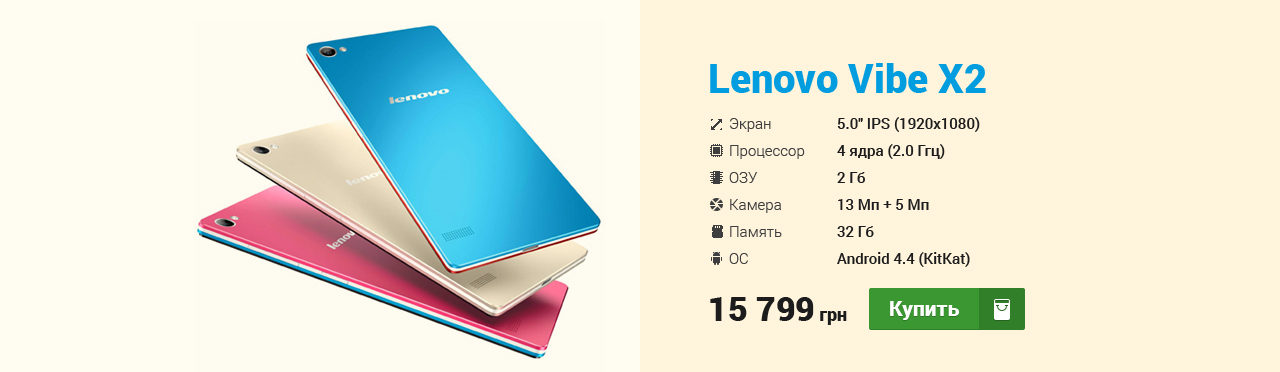 lenovo
lenovo
lenovo
Lenovo Vibe X2
Экран 5.0" IPS (1920x1080)
Процессор 4 ядра (2.0 Ггц)
ОЗУ 2 Гб
Камера 13 Мп + 5 Мп
Память 32 Гб
ОС Android 4.4 (KitKat)
15 799 грн Купить